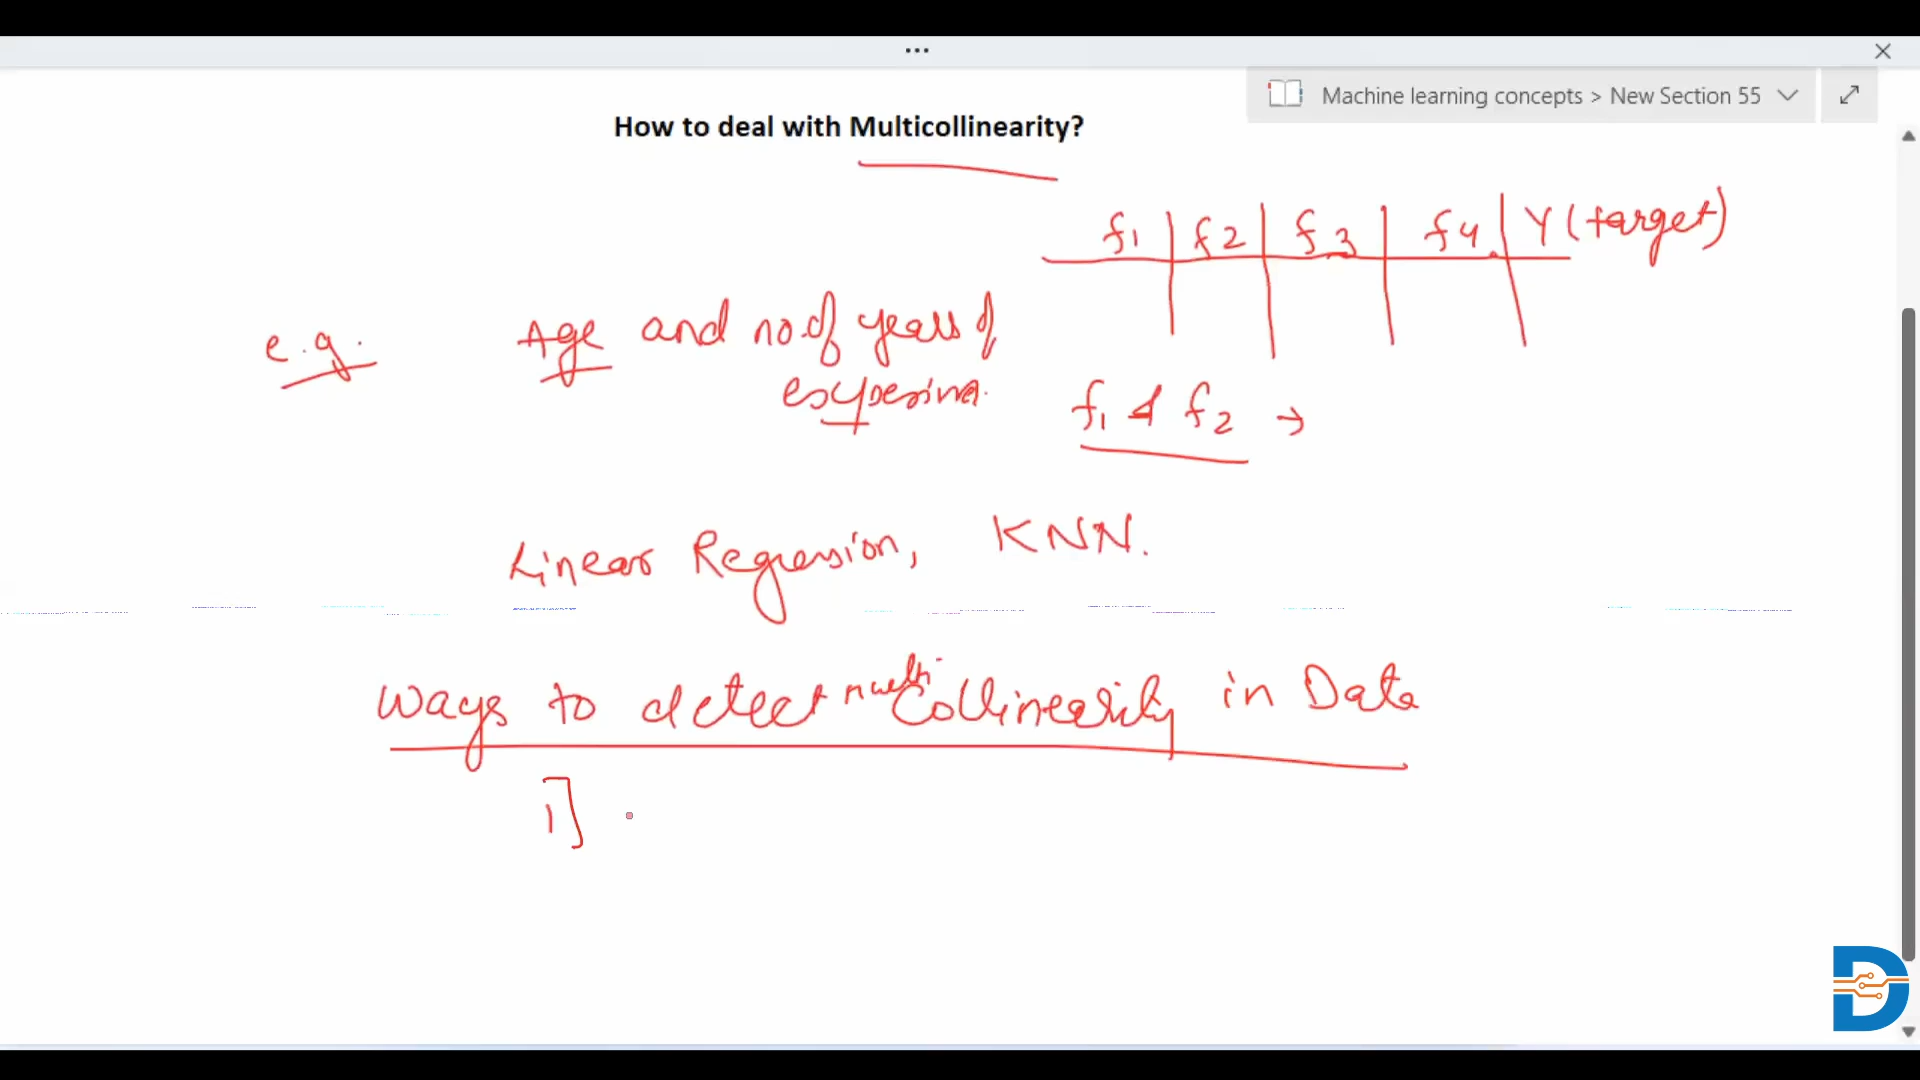 Machine learning concepts > New Section 55
How to deal with Multicollinearity?
f1 f2 f3 f4 Y (target)
e.g. Age and no. of years of
f1 & f2 →
Linear Regression, KNN.
Ways to detect multi Collinearity in Data
1]